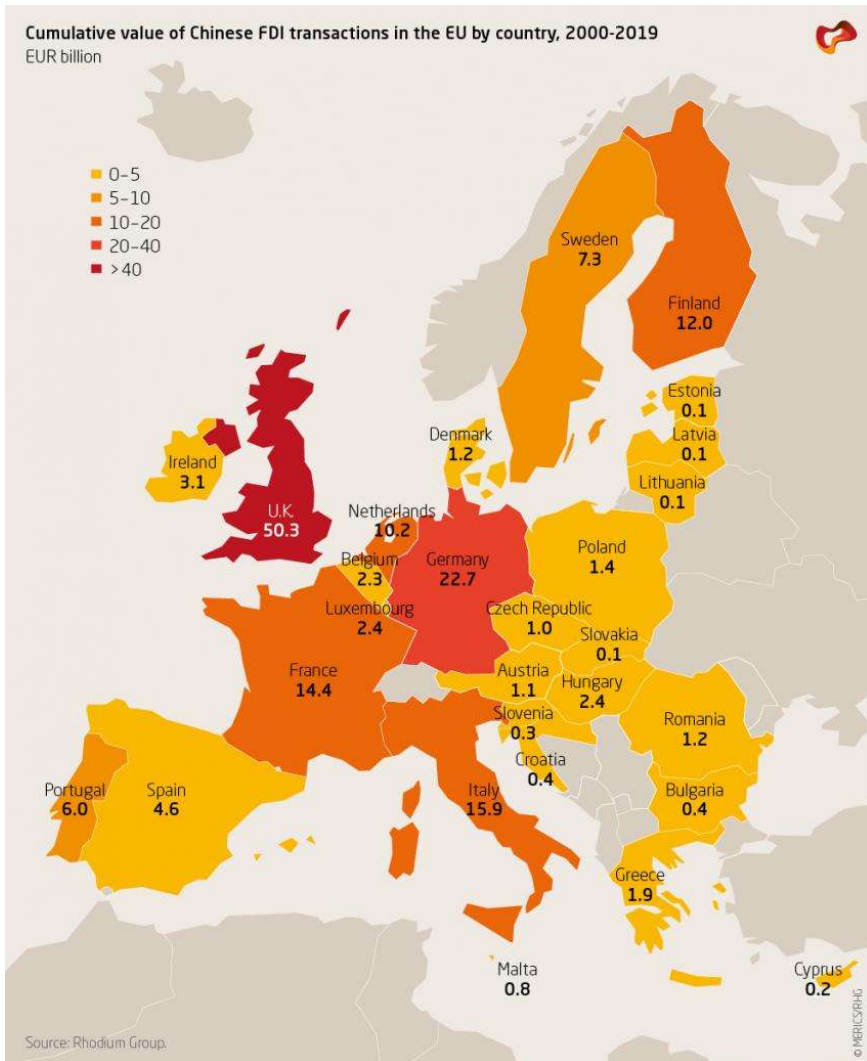 Cumulative value of Chinese FDI transactions in the EU by country, 2000-2019
EUR billion
0–5
5–10
10–20
20–40
>40
Sweden
7.3
Finland
12.0
Estonia
0.1
Latvia
0.1
Lithuania
0.1
Denmark
1.2
Ireland
3.1
U.K.
50.3
Netherlands
10.2
Belgium
2.3
Germany
22.7
Poland
1.4
Luxembourg
2.4
Czech Republic
1.0
Slovakia
0.1
France
14.4
Austria
1.1
Hungary
2.4
Slovenia
0.3
Romania
1.2
Croatia
0.4
Portugal
6.0
Spain
4.6
Italy
15.9
Bulgaria
0.4
Greece
1.9
Malta
0.8
Cyprus
0.2
Source: Rhodium Group.
©MERICS/RHG